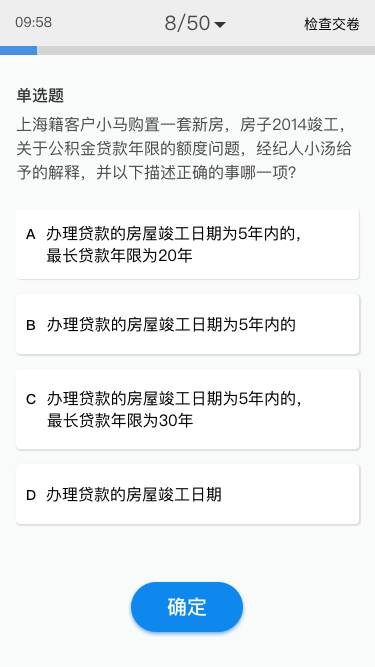 09:58
8/50
检查交卷
单选题
上海籍客户小马购置一套新房，房子2014竣工，
关于公积金贷款年限的额度问题，经纪人小汤给
予的解释，并以下描述正确的事哪一项？
A 办理贷款的房屋竣工日期为5年内的，
最长贷款年限为20年
B 办理贷款的房屋竣工日期为5年内的
C 办理贷款的房屋竣工日期为5年内的，
最长贷款年限为30年
D 办理贷款的房屋竣工日期
确定